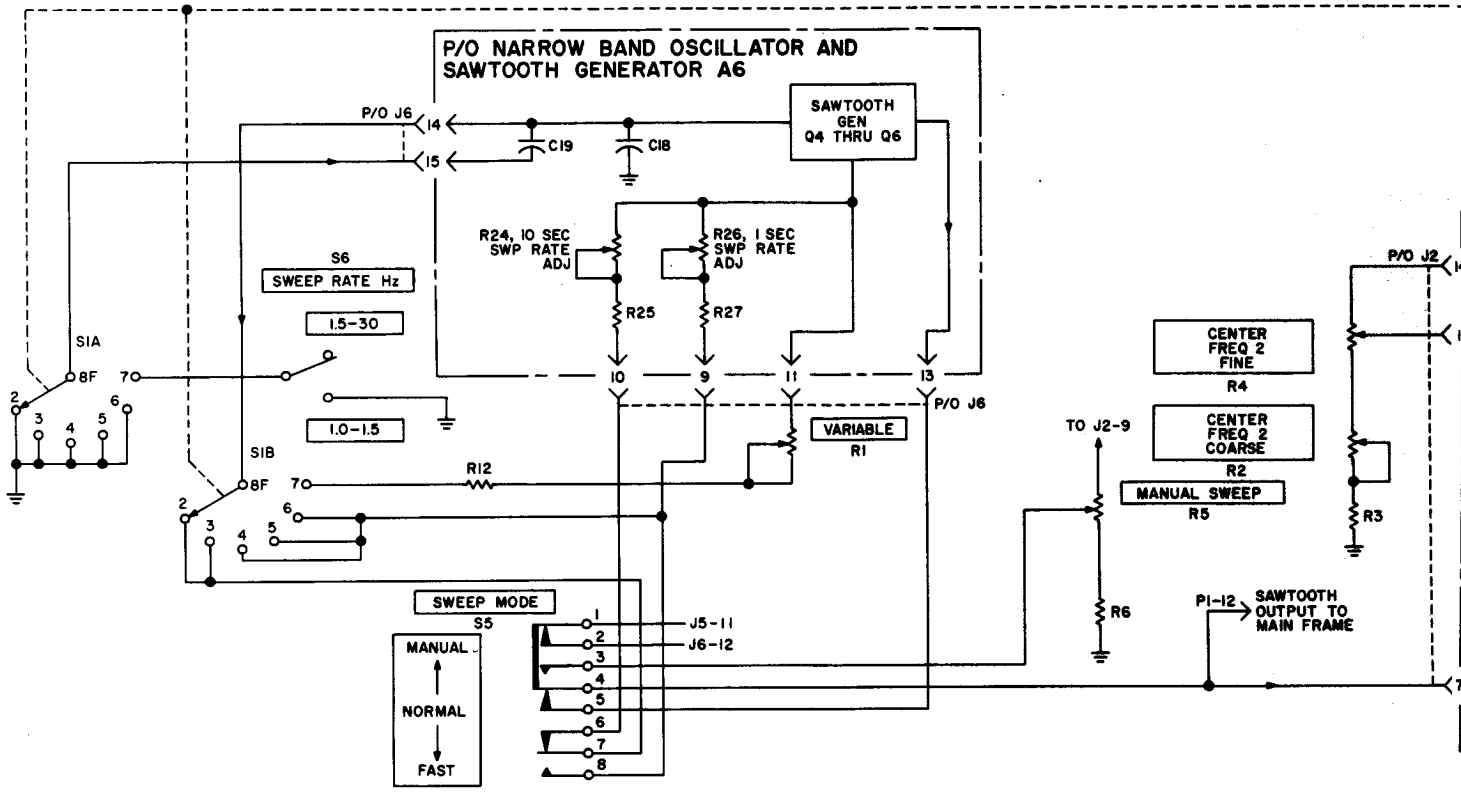 P/O NARROW BAND OSCILLATOR AND
SAWTOOTH GENERATOR A6
SAWTOOTH
GEN
Q4 THRU Q6
P/O J6
14
15
C19
C18
R24, 10 SEC
SWP RATE
ADJ
R26, 1 SEC
SWP RATE
ADJ
R25
R27
S6
SWEEP RATE Hz
1.5-30
1.0-1.5
S1A
8F
7
2
3
4
5
6
10
9
11
13
P/O J6
VARIABLE
R1
S1B
8F
7
R12
2
3
4
5
6
P/O J2
14
1
CENTER
FREQ 2
FINE
R4
CENTER
FREQ 2
COARSE
R2
R3
TO J2-9
MANUAL SWEEP
R5
R6
P1-12
SAWTOOTH
OUTPUT TO
MAIN FRAME
7
SWEEP MODE
S5
MANUAL
NORMAL
FAST
1
J5-11
2
J6-12
3
4
5
6
7
8